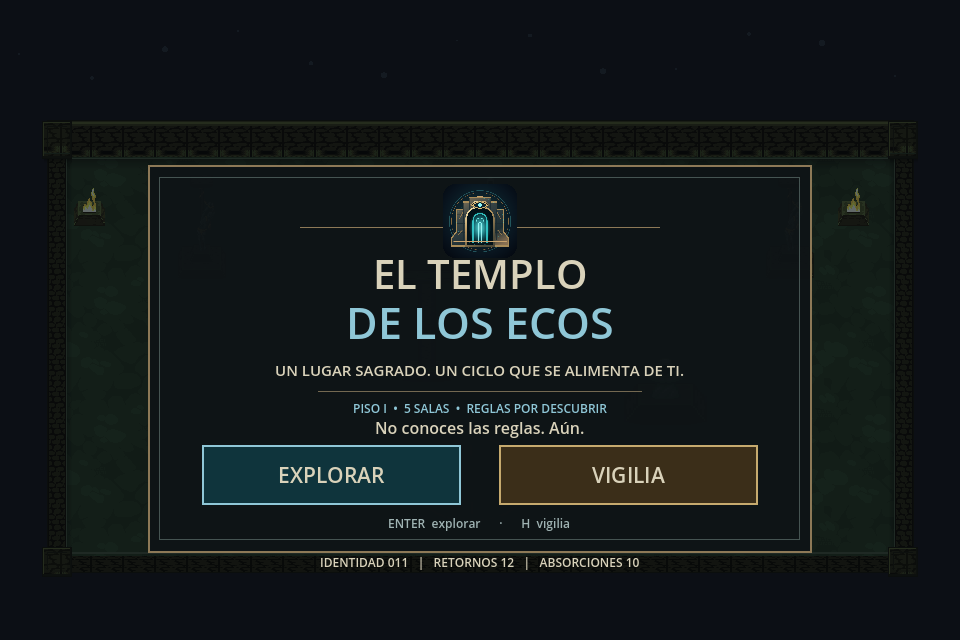 EL TEMPLO
DE LOS ECOS
UN LUGAR SAGRADO. UN CICLO QUE SE ALIMENTA DE TI.
PISO I • 5 SALAS • REGLAS POR DESCUBRIR
No conoces las reglas. Aún.
EXPLORAR VIGILIA
ENTER explorar · H vigilia
IDENTIDAD 011 | RETORNOS 12 | ABSORCIONES 10